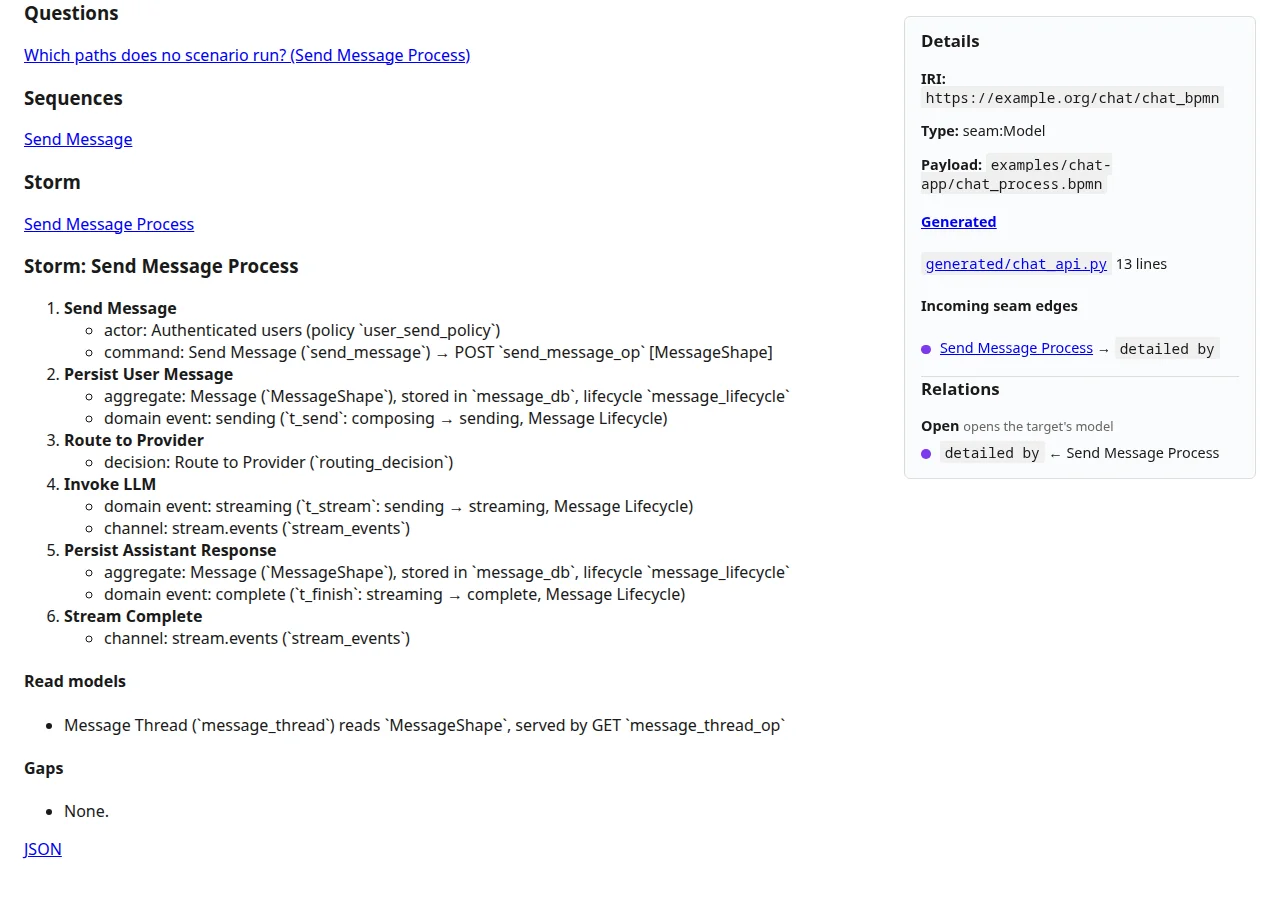 Questions
Which paths does no scenario run? (Send Message Process)
Sequences
Send Message
Storm
Send Message Process
Storm: Send Message Process
1. Send Message
◦ actor: Authenticated users (policy `user_send_policy`)
◦ command: Send Message (`send_message`) → POST `send_message_op` [MessageShape]
2. Persist User Message
◦ aggregate: Message (`MessageShape`), stored in `message_db`, lifecycle `message_lifecycle`
◦ domain event: sending (`t_send`: composing → sending, Message Lifecycle)
3. Route to Provider
◦ decision: Route to Provider (`routing_decision`)
4. Invoke LLM
◦ domain event: streaming (`t_stream`: sending → streaming, Message Lifecycle)
◦ channel: stream.events (`stream_events`)
5. Persist Assistant Response
◦ aggregate: Message (`MessageShape`), stored in `message_db`, lifecycle `message_lifecycle`
◦ domain event: complete (`t_finish`: streaming → complete, Message Lifecycle)
6. Stream Complete
◦ channel: stream.events (`stream_events`)
Read models
• Message Thread (`message_thread`) reads `MessageShape`, served by GET `message_thread_op`
Gaps
• None.
JSON
Details
IRI:
https://example.org/chat/chat_bpmn
Type: seam:Model
Payload: examples/chat-
app/chat_process.bpmn
Generated
generated/chat_api.py 13 lines
Incoming seam edges
Send Message Process → detailed by
Relations
Open opens the target's model
detailed by ← Send Message Process